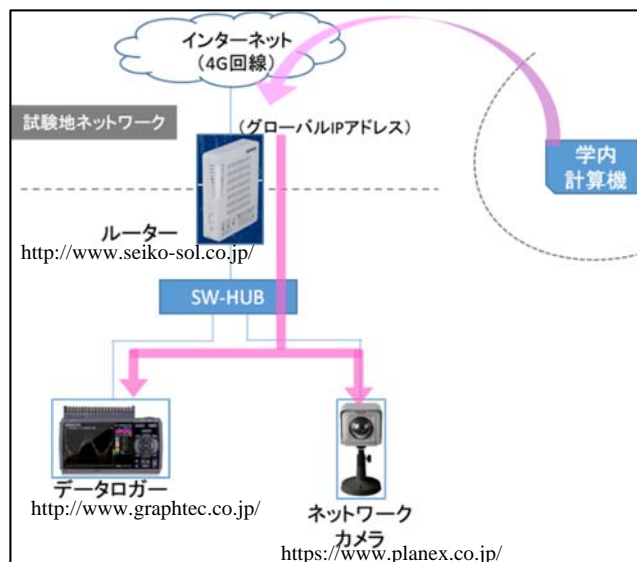 インターネット
(4G回線)
試験地ネットワーク
(グローバルIPアドレス)
学内
計算機
ルーター
http://www.seiko-sol.co.jp/
SW-HUB
データロガー
http://www.graphtec.co.jp/
ネットワーク
カメラ
https://www.planex.co.jp/